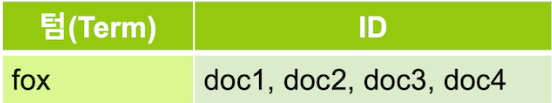 텀(Term) ID
fox doc1, doc2, doc3, doc4